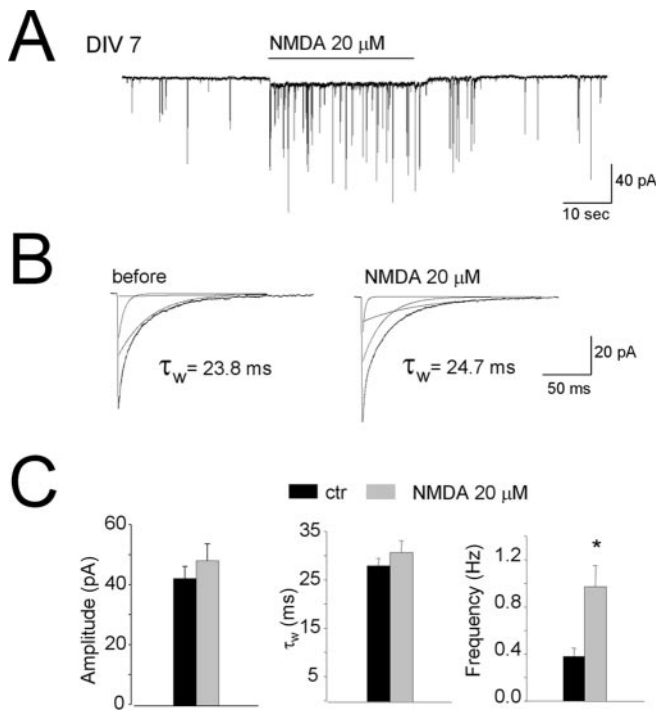 A
DIV 7
NMDA 20 μM
40 pA
10 sec
B
before
NMDA 20 μM
τw= 23.8 ms
τw= 24.7 ms
20 pA
50 ms
C
ctr
NMDA 20 μM
Amplitude (pA)
60
40
20
0
τw (ms)
35
25
15
5
Frequency (Hz)
1.2
0.8
0.4
0.0
*